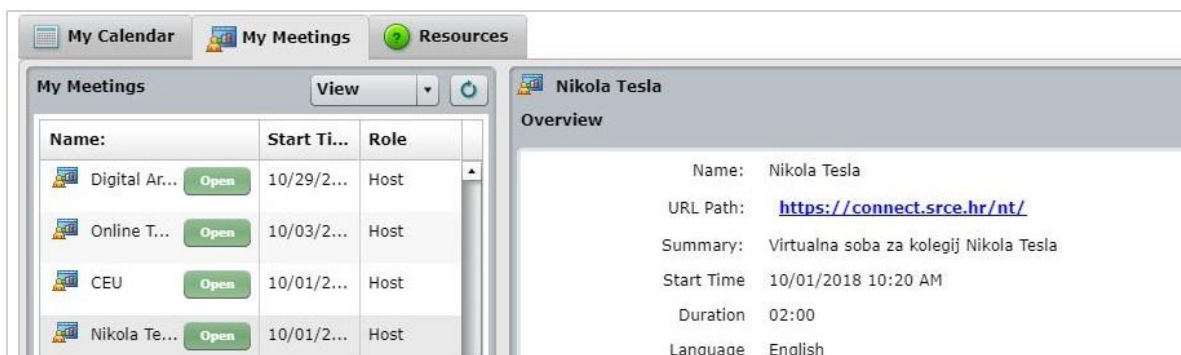 My Calendar My Meetings Resources
My Meetings View
Name: Start Ti... Role
Digital Ar... Open 10/29/2... Host
Online T... Open 10/03/2... Host
CEU Open 10/01/2... Host
Nikola Te... Open 10/01/2... Host
Nikola Tesla
Overview
Name: Nikola Tesla
URL Path: https://connect.srce.hr/nt/
Summary: Virtualna soba za kolegij Nikola Tesla
Start Time 10/01/2018 10:20 AM
Duration 02:00
Language English